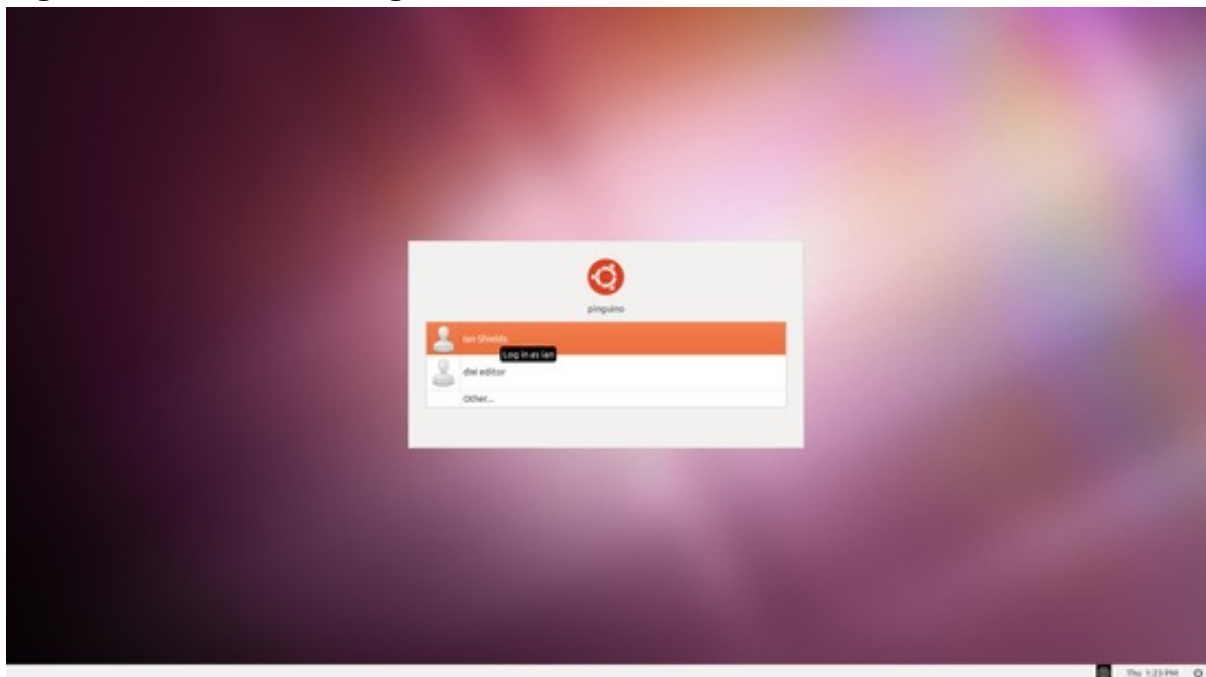 pinguino
Ian Shields
Log in as ian
dW editor
Other...
Thu 1:23 PM